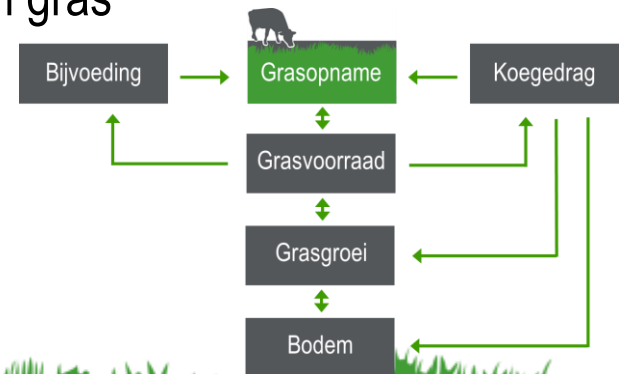 gras
Bijvoeding
Grasopname
Koegedrag
Grasvoorraad
Grasgroei
Bodem